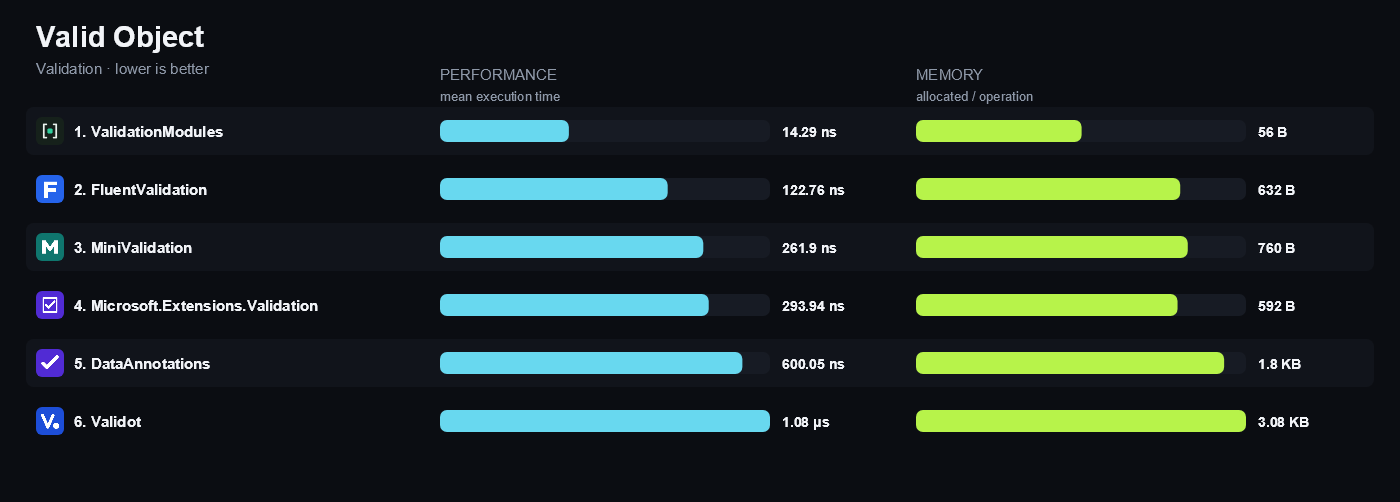 Valid Object
Validation · lower is better
PERFORMANCE
mean execution time
MEMORY
allocated / operation
1. ValidationModules 14.29 ns 56 B
F 2. FluentValidation 122.76 ns 632 B
M 3. MiniValidation 261.9 ns 760 B
4. Microsoft.Extensions.Validation 293.94 ns 592 B
5. DataAnnotations 600.05 ns 1.8 KB
V. 6. Validot 1.08 µs 3.08 KB